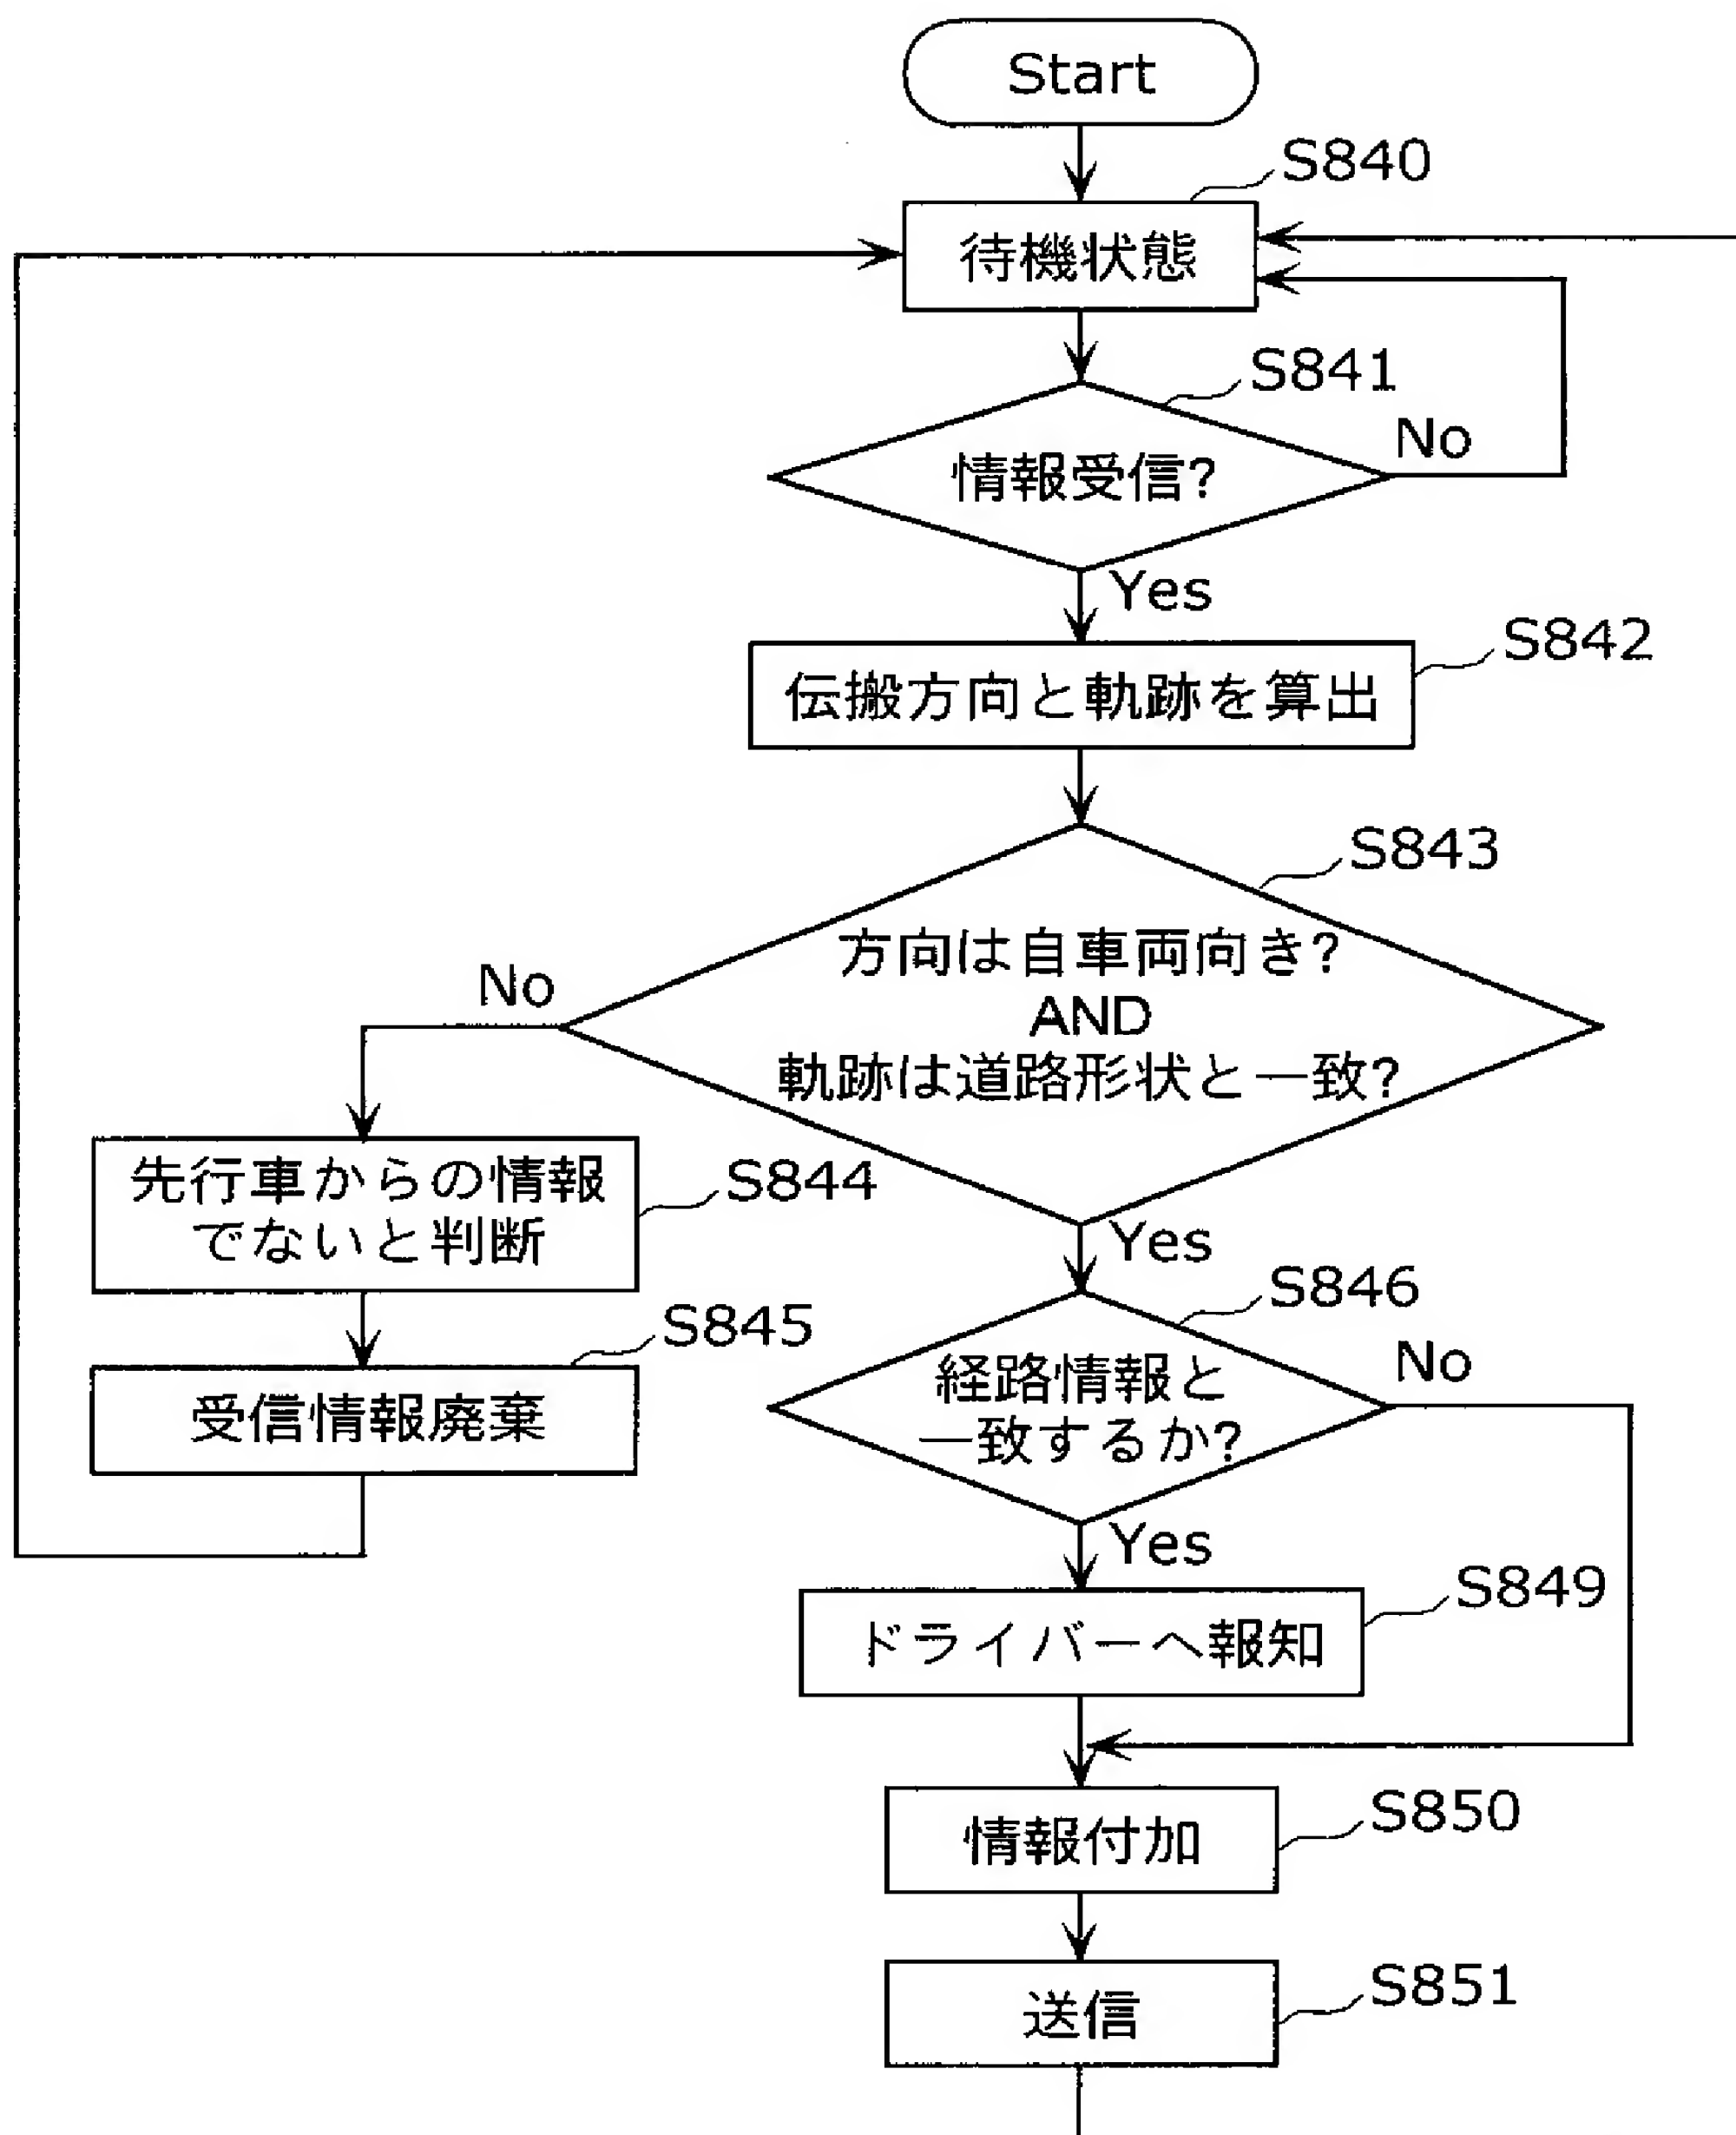 Start
S840
待機状態
S841
情報受信?
No
Yes
S842
伝搬方向と軌跡を算出
S843
方向は自車両向き?
AND
軌跡は道路形状と一致?
No
Yes
先行車からの情報
でないと判断
S844
S845
受信情報廃棄
S846
経路情報と
一致するか?
No
Yes
S849
ドライバーへ報知
S850
情報付加
S851
送信